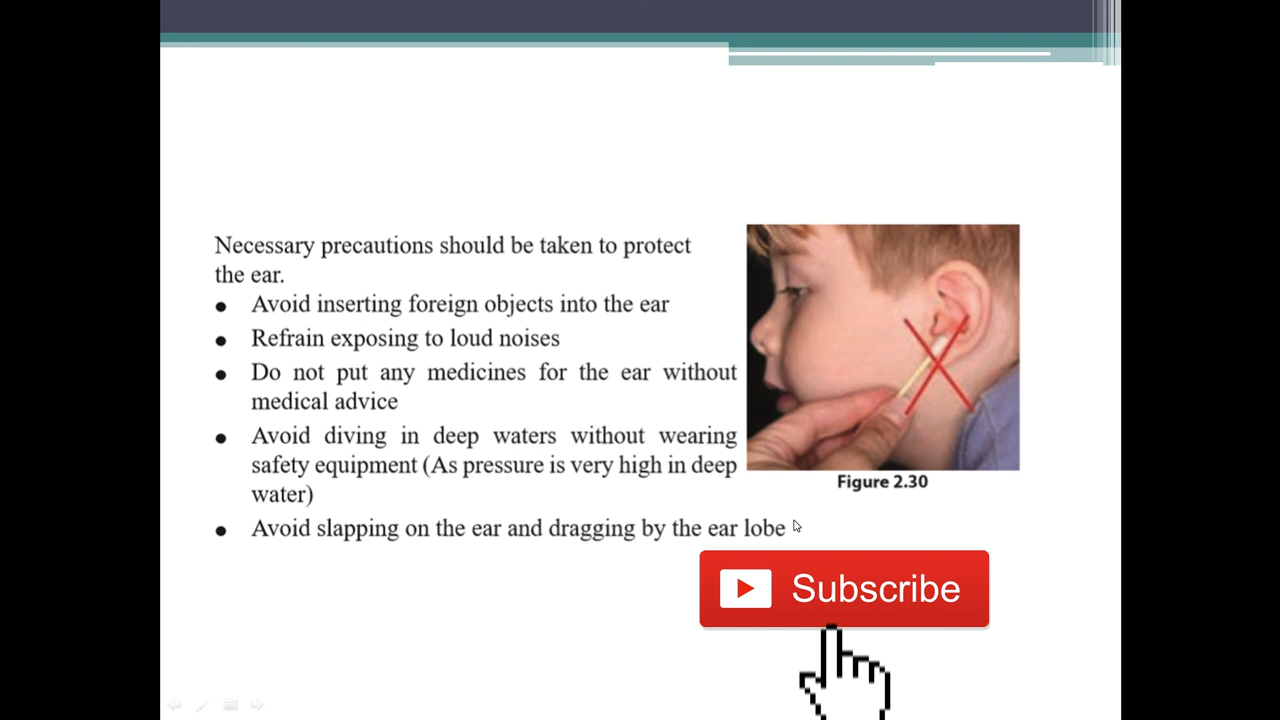 Necessary precautions should be taken to protect
the ear.
● Avoid inserting foreign objects into the ear
● Refrain exposing to loud noises
● Do not put any medicines for the ear without
medical advice
● Avoid diving in deep waters without wearing
safety equipment (As pressure is very high in deep
water)
● Avoid slapping on the ear and dragging by the ear lobe
Figure 2.30
Subscribe